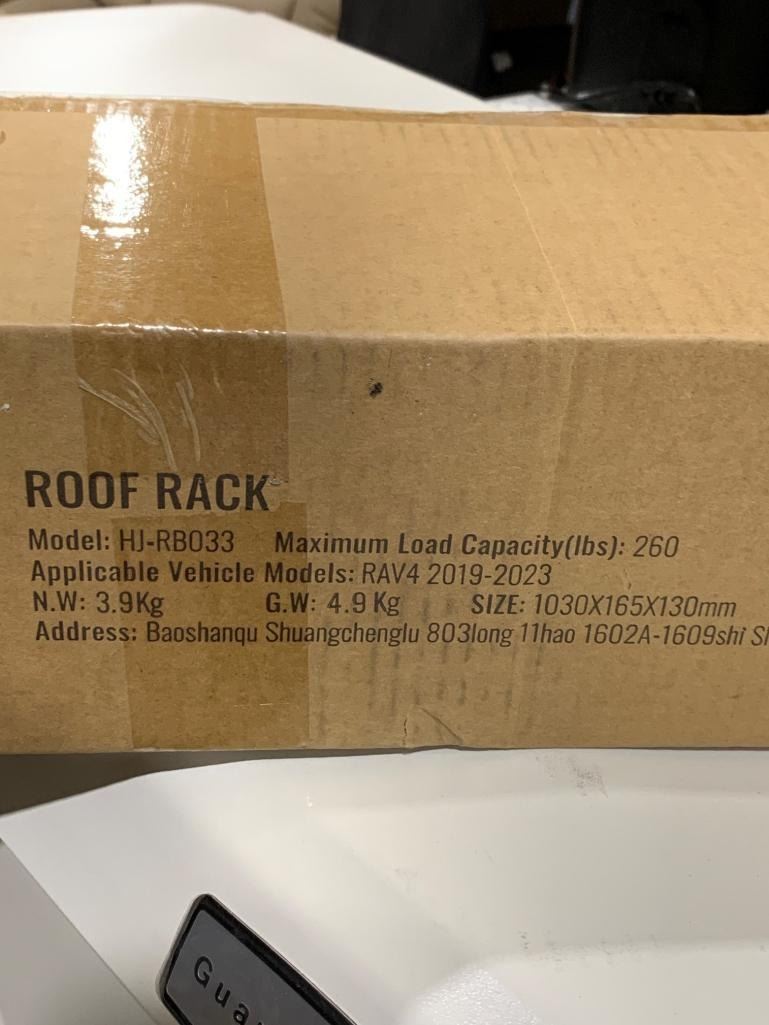 ROOF RACK
Model: HJ-RB033 Maximum Load Capacity(lbs): 260
Applicable Vehicle Models: RAV4 2019-2023
N.W: 3.9Kg G.W: 4.9 Kg SIZE: 1030X165X130mm
Address: Baoshanqu Shuangchenglu 803long 11hao 1602A-1609shi
Gua